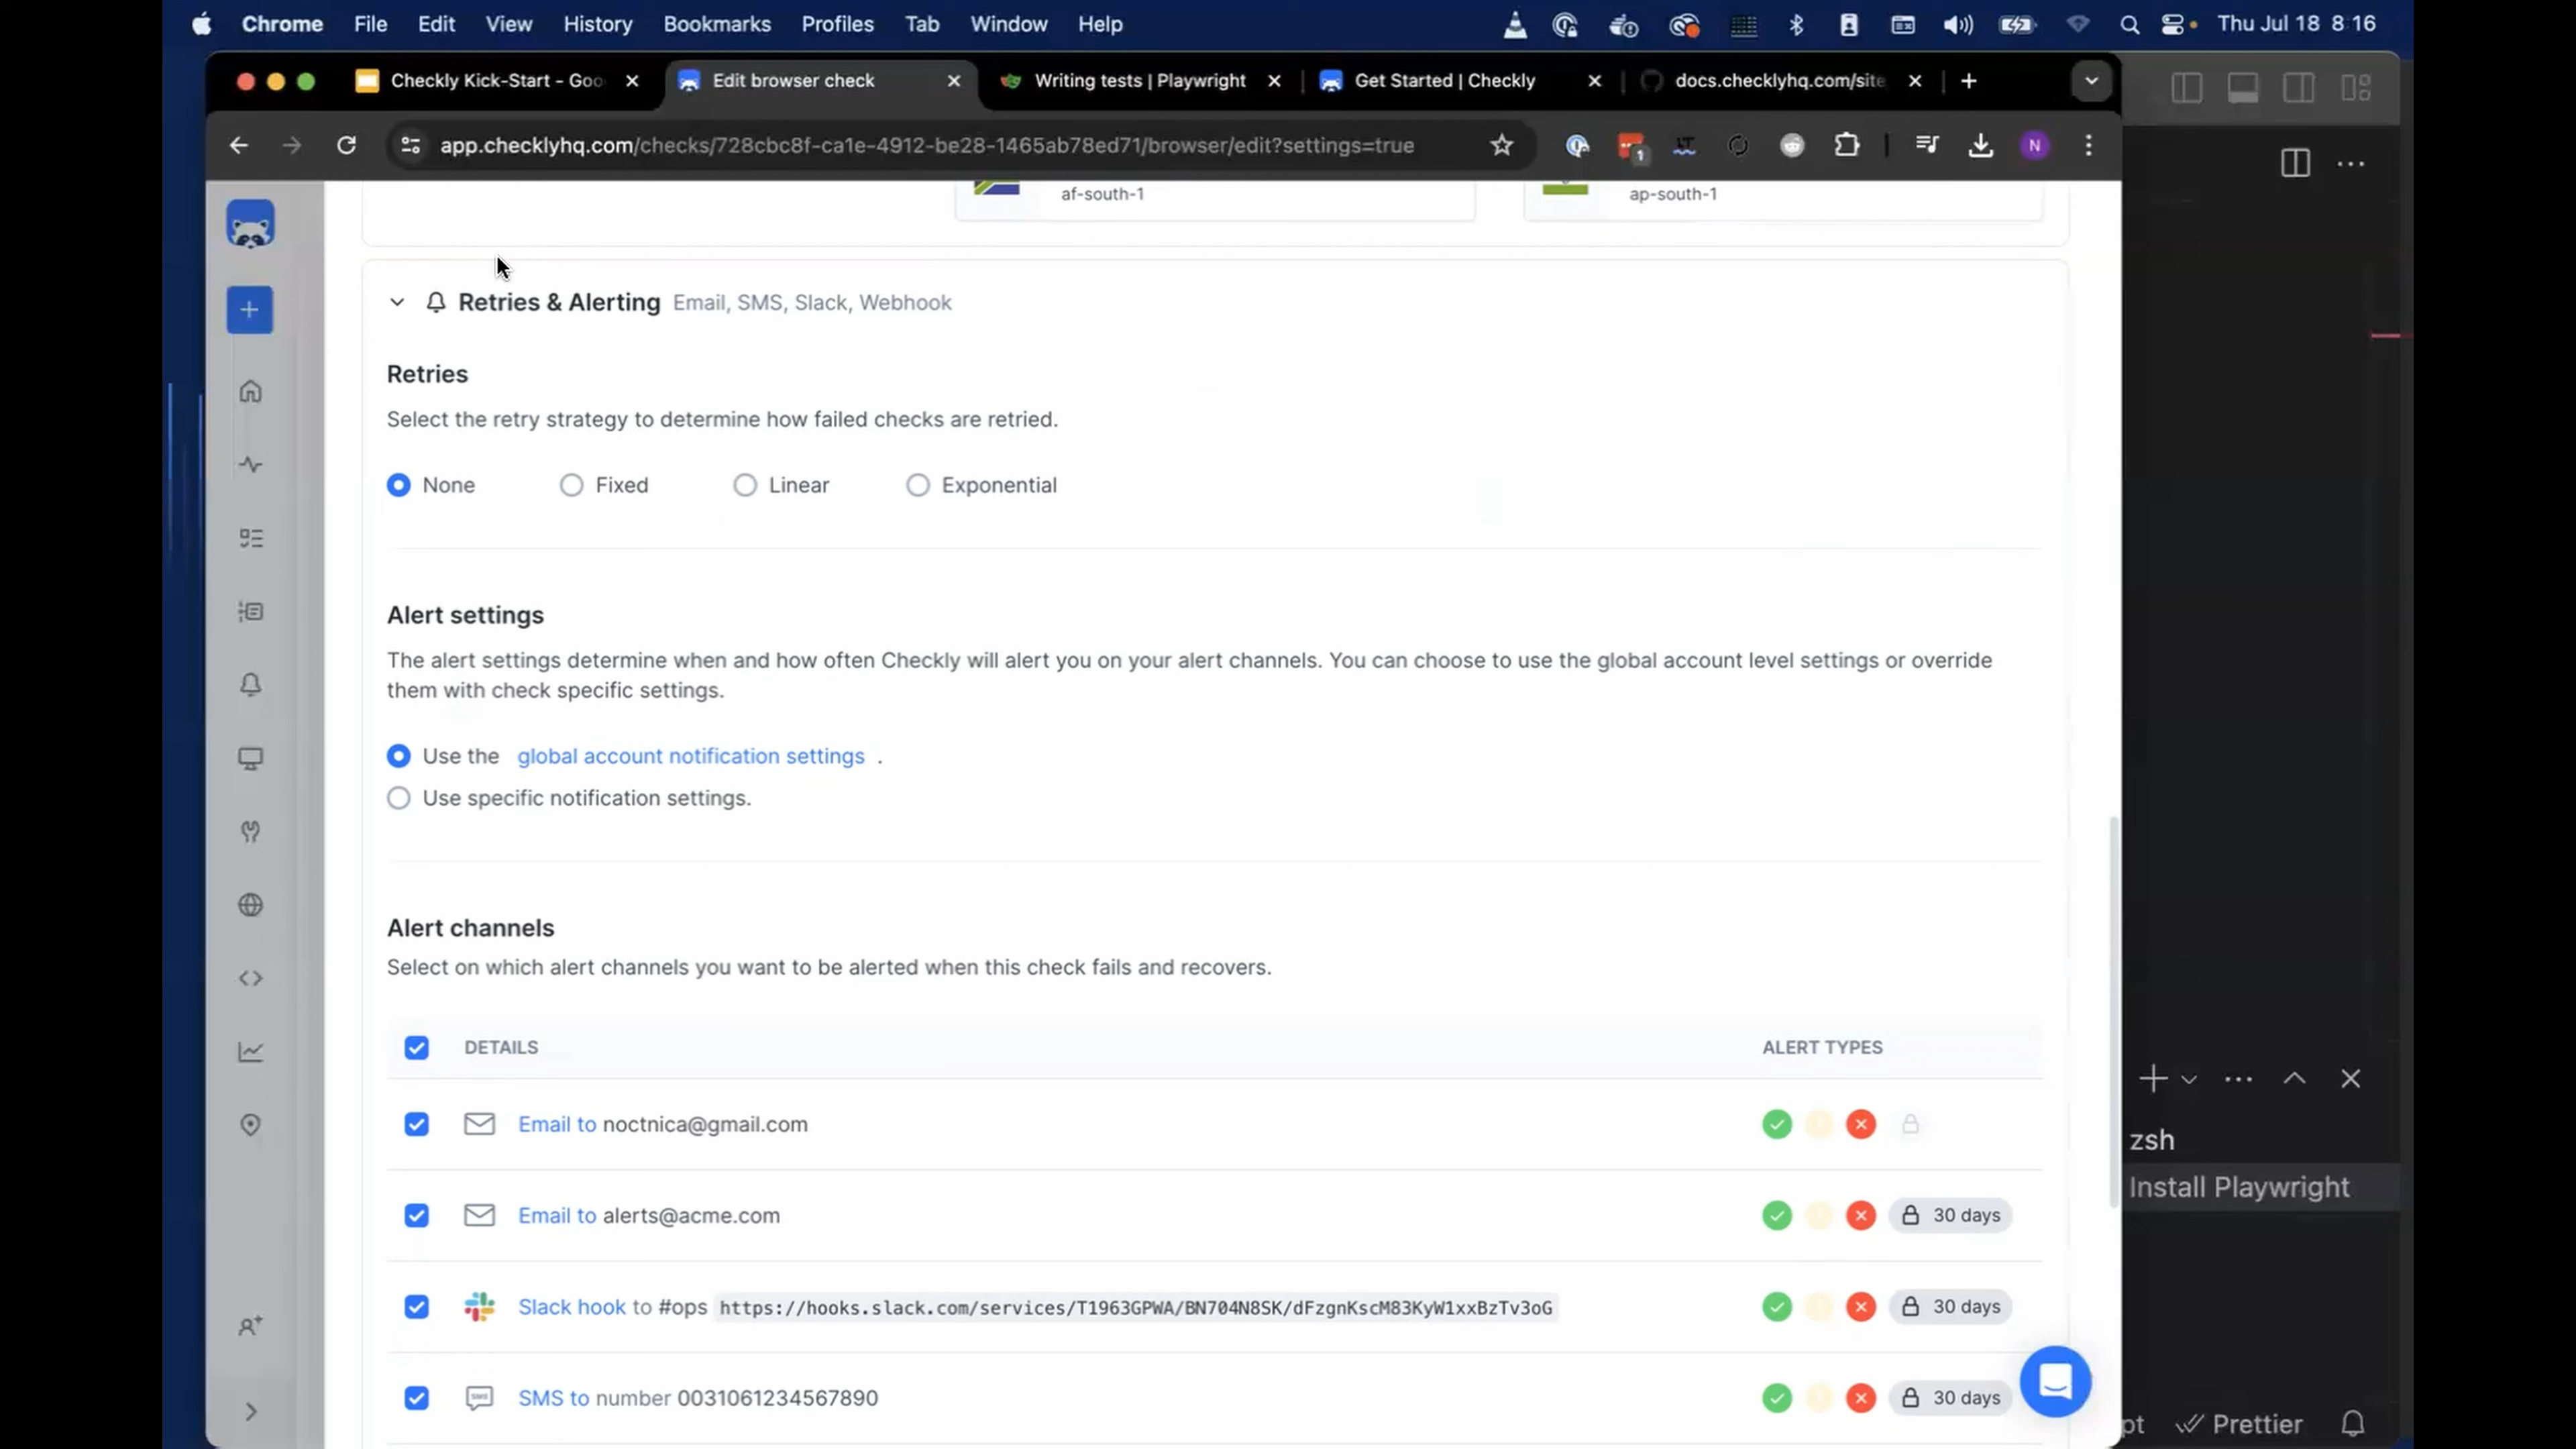 Chrome File Edit View History Bookmarks Profiles Tab Window Help Thu Jul 18 8:16
Checkly Kick-Start - Goo Edit browser check Writing tests | Playwright Get Started | Checkly docs.checklyhq.com/site
app.checklyhq.com/checks/728cbc8f-ca1e-4912-be28-1465ab78ed71/browser/edit?settings=true 1 N
af-south-1 ap-south-1
Retries & Alerting Email, SMS, Slack, Webhook
Retries
Select the retry strategy to determine how failed checks are retried.
None Fixed Linear Exponential
Alert settings
The alert settings determine when and how often Checkly will alert you on your alert channels. You can choose to use the global account level settings or override
them with check specific settings.
Use the global account notification settings .
Use specific notification settings.
Alert channels
Select on which alert channels you want to be alerted when this check fails and recovers.
DETAILS ALERT TYPES
Email to noctnica@gmail.com
zsh
Install Playwright
Email to alerts@acme.com 30 days
Slack hook to #ops https://hooks.slack.com/services/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 30 days
SMS to number 0031061234567890 30 days
pt Prettier